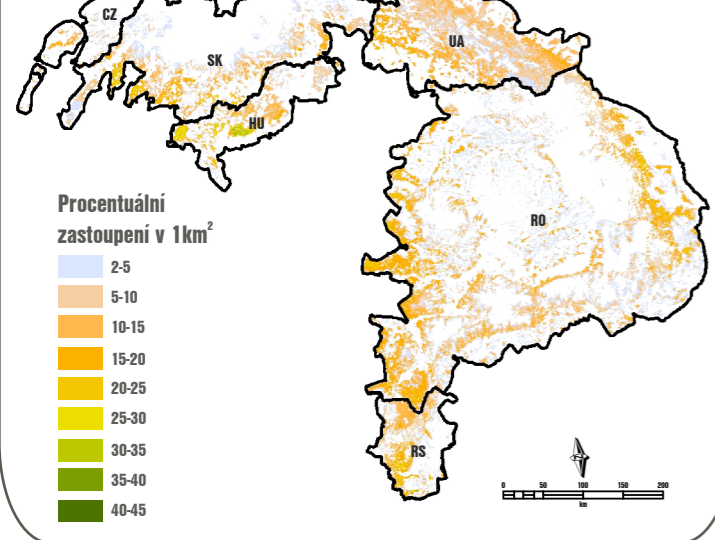 CZ
SK
UA
HU
RO
RS
Procentuální
zastoupení v 1km²
2-5
5-10
10-15
15-20
20-25
25-30
30-35
35-40
40-45
0 50 100 150 200
km